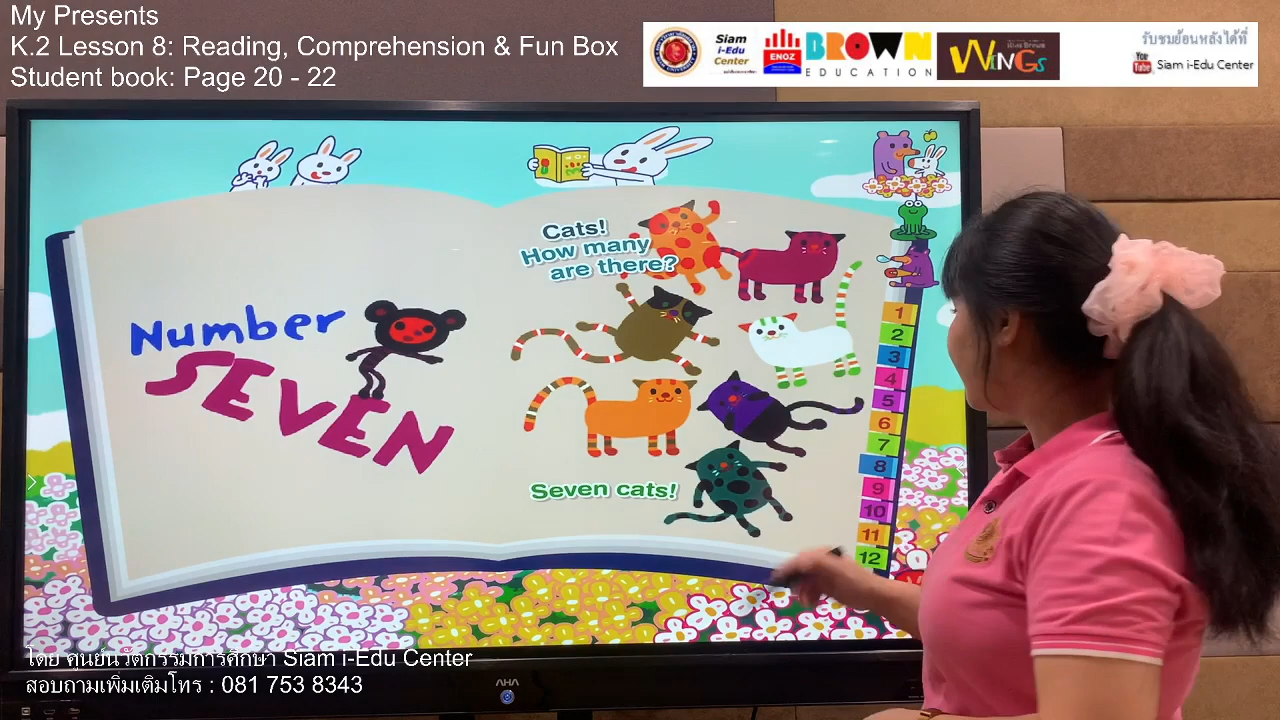 My Presents
K.2 Lesson 8: Reading, Comprehension & Fun Box
Student book: Page 20 - 22
Siam
i-Edu
Center
ENOZ
BROWN
EDUCATION
WiNGs
รับชมย้อนหลังได้ที่
You
Tube
Siam i-Edu Center
Cats!
How many
are there?
Number
SEVEN
Seven cats!
1
2
3
4
5
6
7
8
9
10
11
12
โดย ศูนย์นวัตกรรมการศึกษา Siam i-Edu Center
สอบถามเพิ่มเติมโทร : 081 753 8343